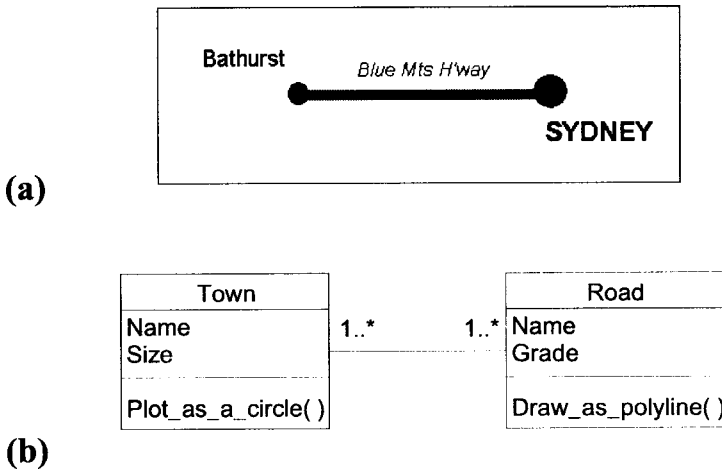 Bathurst
Blue Mts H'way
SYDNEY
(a)
Town
Road
Name
1..*
1..*
Name
Size
Grade
Plot_as_a_circle( )
Draw_as_polyline( )
(b)